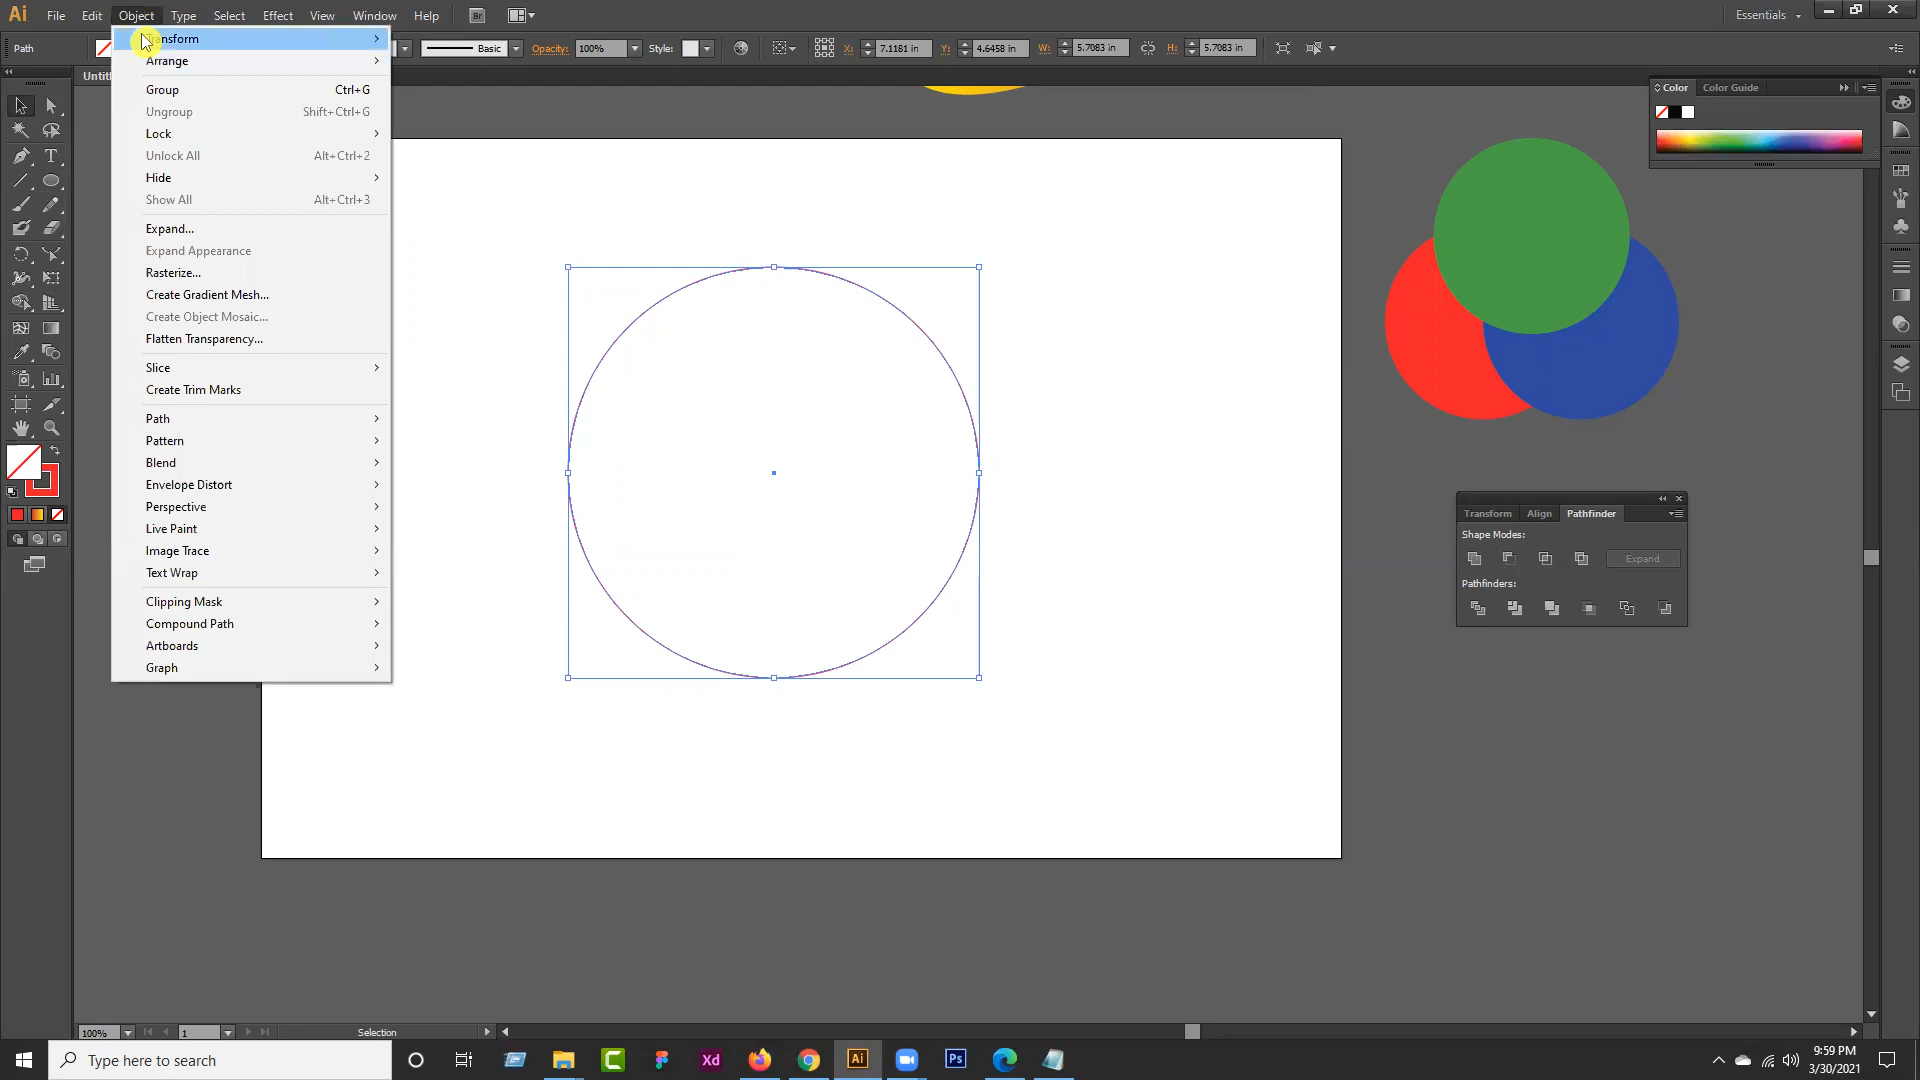 Ai File Edit Object Type Select Effect View Window Help Br Essentials
Path Basic Opacity: 100% Style: X: 7.1181 in Y: 4.6458 in W: 5.7083 in H: 5.7083 in
Transform
Arrange
Group Ctrl+G
Ungroup Shift+Ctrl+G
Lock
Unlock All Alt+Ctrl+2
Hide
Show All Alt+Ctrl+3
Expand...
Expand Appearance
Rasterize...
Create Gradient Mesh...
Create Object Mosaic...
Flatten Transparency...
Slice
Create Trim Marks
Path
Pattern
Blend
Envelope Distort
Perspective
Live Paint
Image Trace
Text Wrap
Clipping Mask
Compound Path
Artboards
Graph
Color Color Guide
Transform Align Pathfinder
Shape Modes:
Expand
Pathfinders:
100% 1 Selection
Type here to search
Xd Ai Ps
9:59 PM
3/30/2021